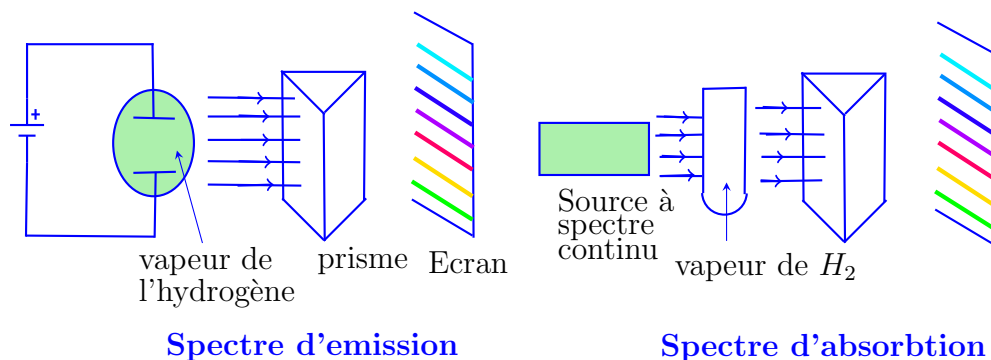 +
vapeur de
l'hydrogène
prisme
Ecran
Spectre d'emission
Source à
spectre
continu
vapeur de H₂
Spectre d'absorbtion